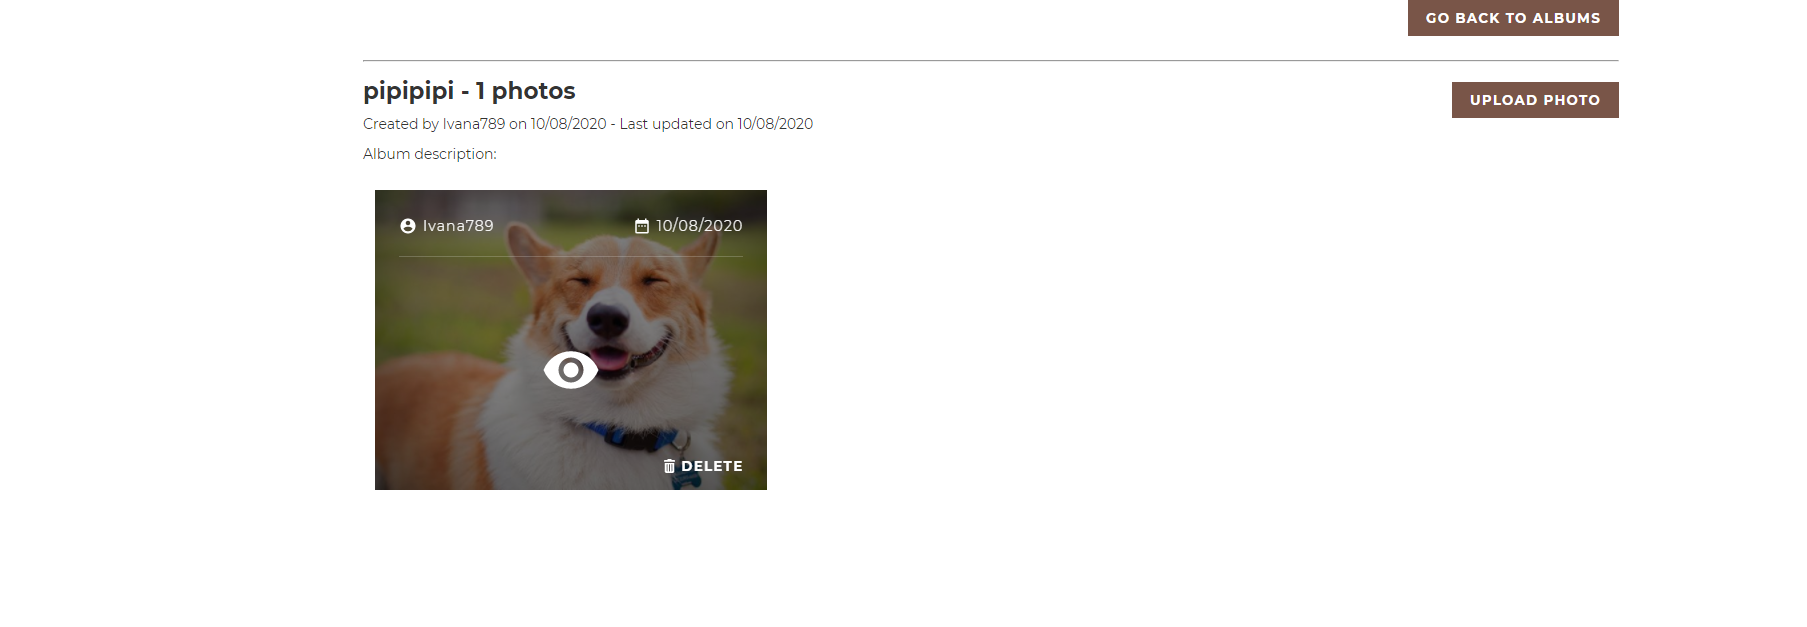 GO BACK TO ALBUMS
pipipipi - 1 photos
UPLOAD PHOTO
Created by Ivana789 on 10/08/2020 - Last updated on 10/08/2020
Album description:
Ivana789
10/08/2020
DELETE